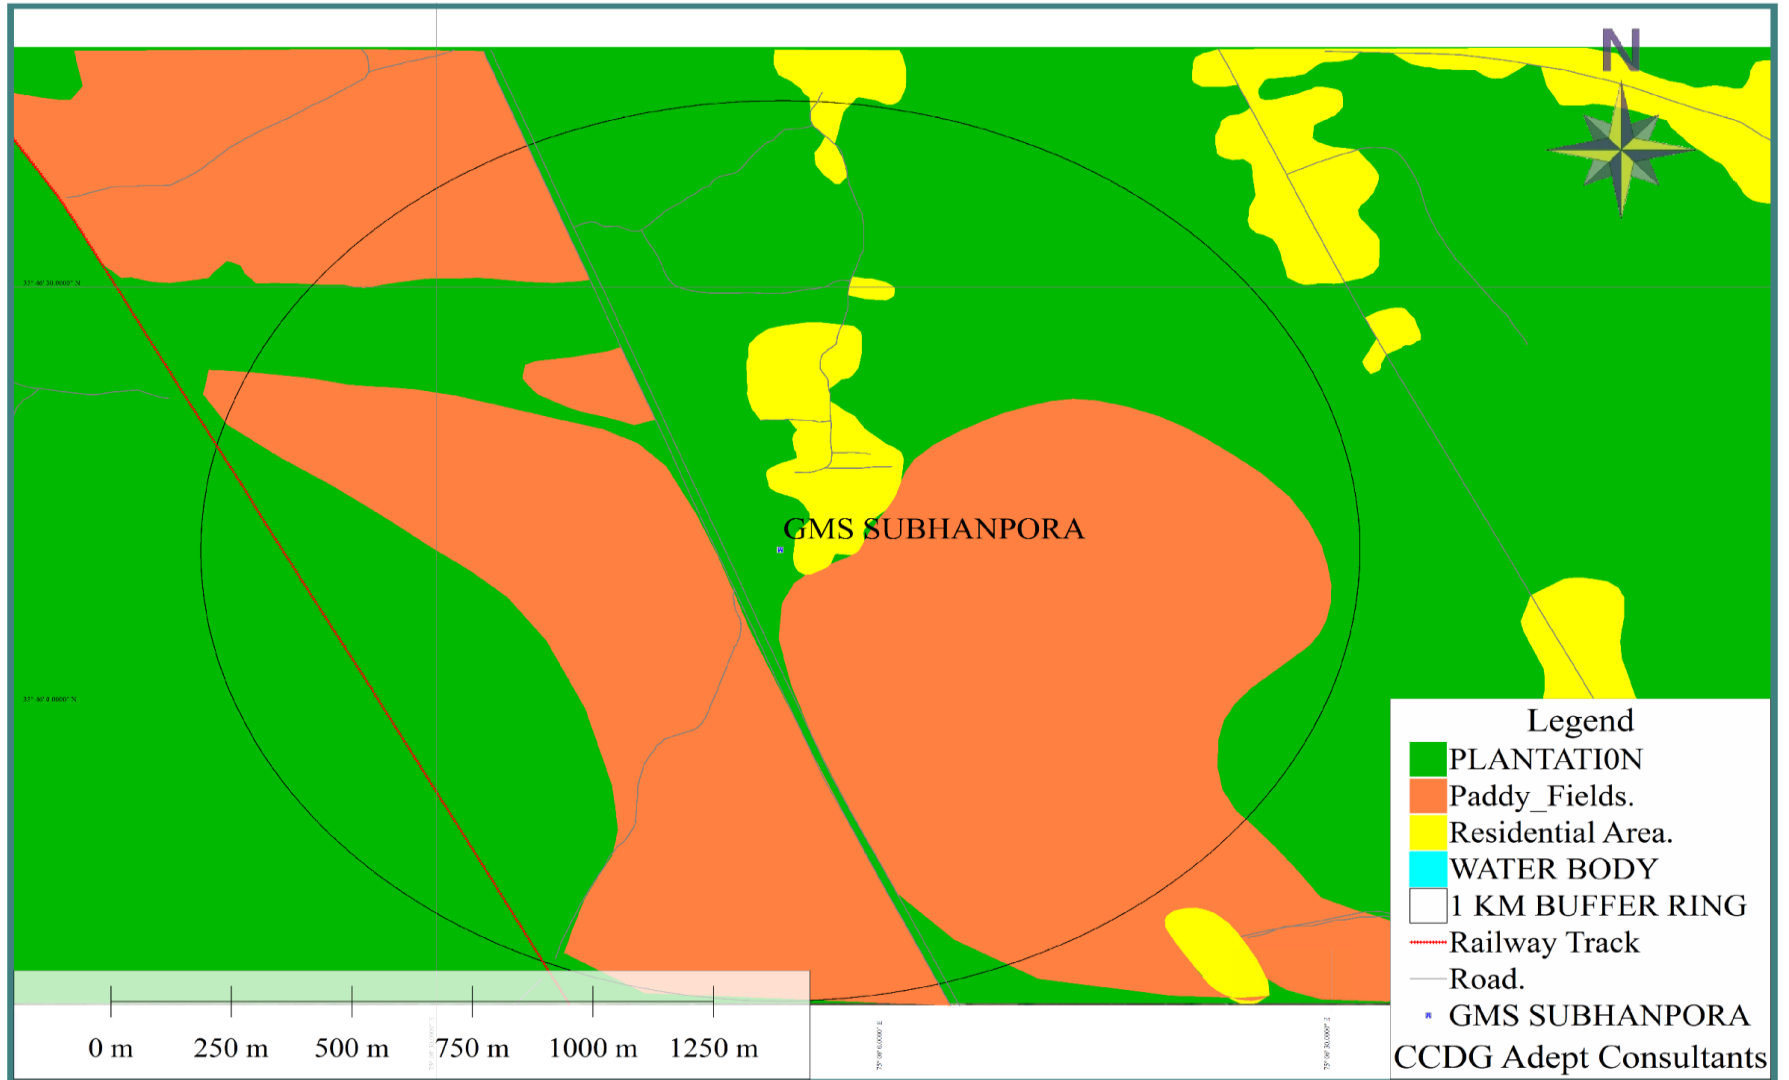 N
GMS SUBHANPORA
Legend
PLANTATI0N
Paddy_Fields.
Residential Area.
WATER BODY
1 KM BUFFER RING
Railway Track
Road.
GMS SUBHANPORA
CCDG Adept Consultants
0 m 250 m 500 m 750 m 1000 m 1250 m